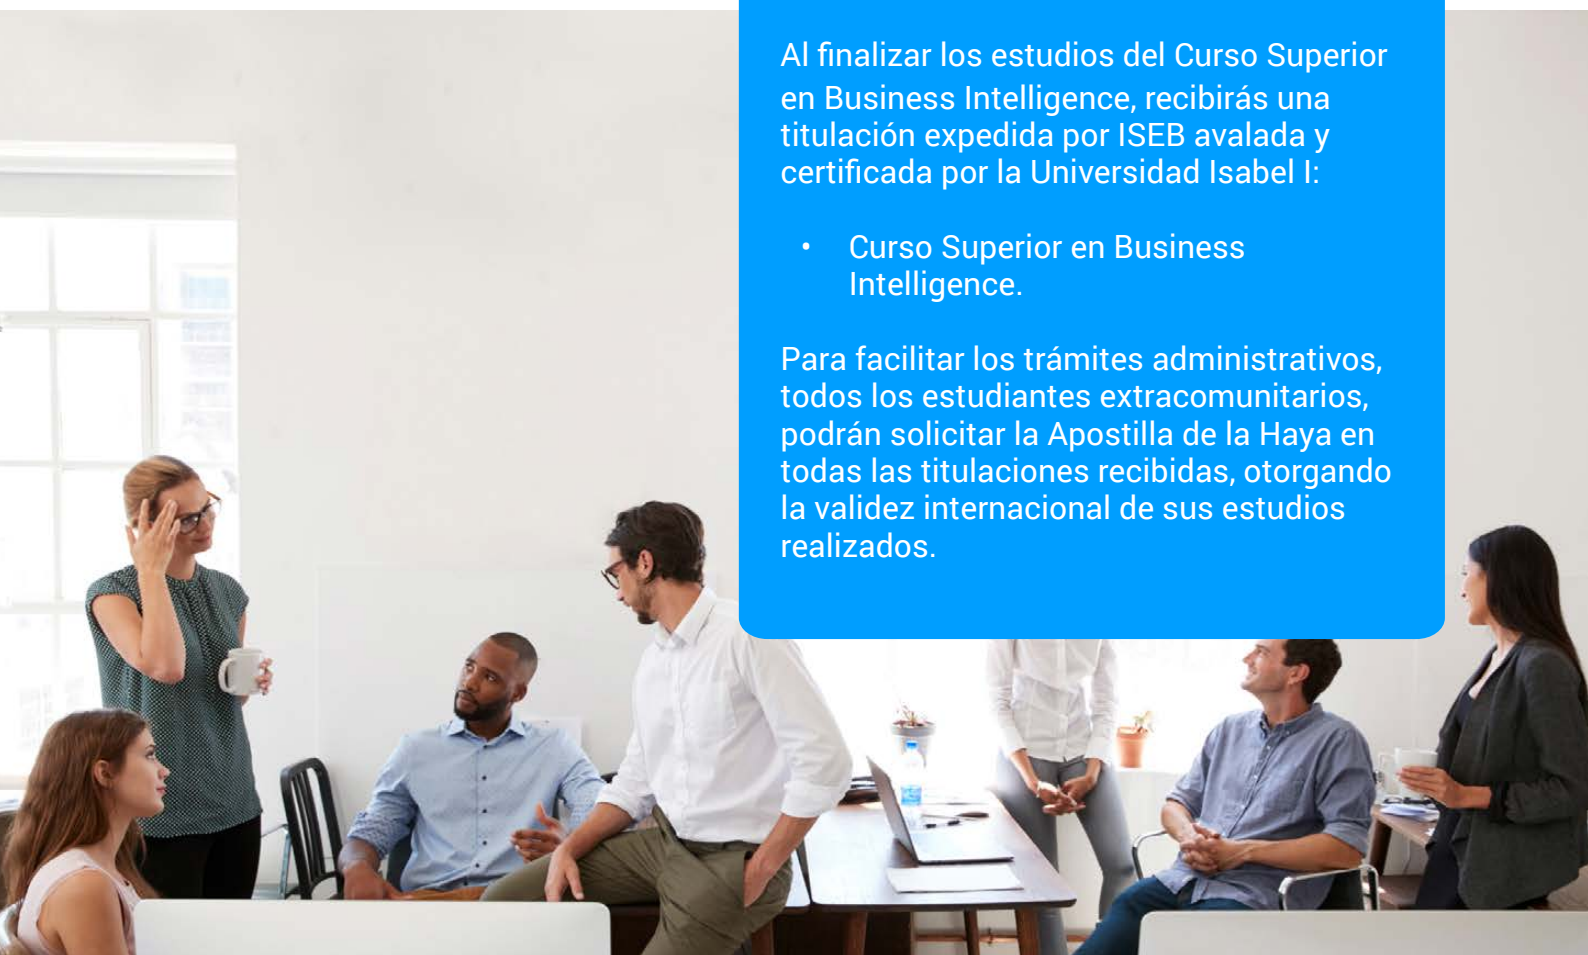 Al finalizar los estudios del Curso Superior
en Business Intelligence, recibirás una
titulación expedida por ISEB avalada y
certificada por la Universidad Isabel I:
• Curso Superior en Business
Intelligence.
Para facilitar los trámites administrativos,
todos los estudiantes extracomunitarios,
podrán solicitar la Apostilla de la Haya en
todas las titulaciones recibidas, otorgando
la validez internacional de sus estudios
realizados.